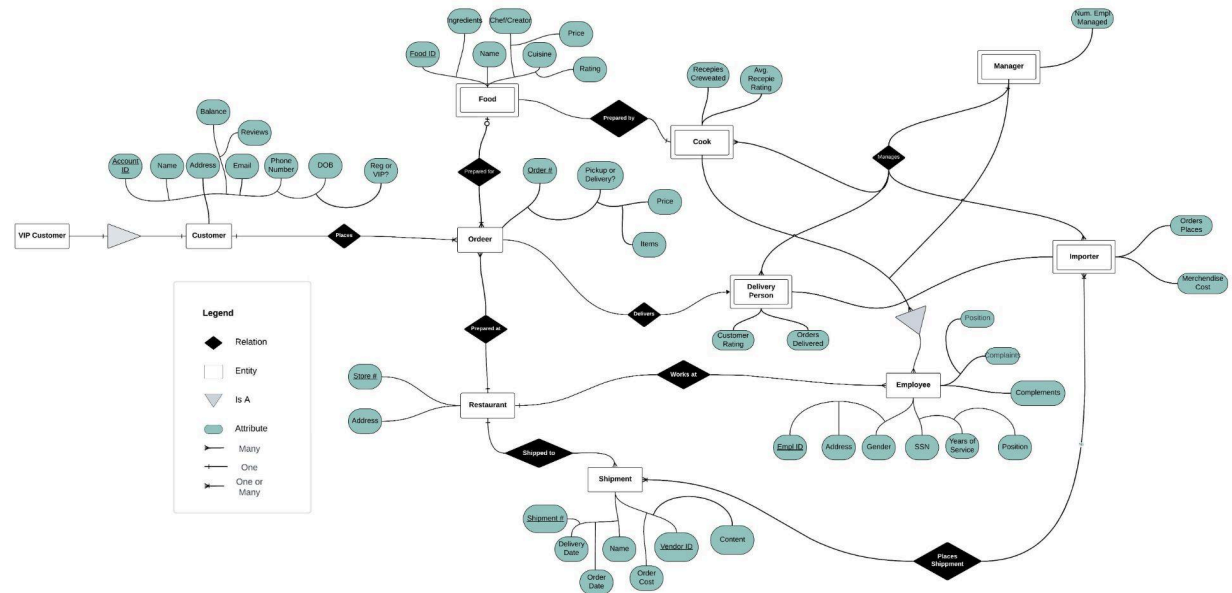 Ingredients
Chef/Creator
Food ID
Name
Cuisine
Price
Rating
Food
Num. Empl
Managed
Manager
Recepies
Creweated
Avg.
Recepie
Rating
Prepared by
Cook
Balance
Reviews
Account
ID
Name
Address
Email
Phone
Number
DOB
Reg or
VIP?
Prepared for
Order #
Pickup or
Delivery?
Price
Items
Manages
VIP Customer
Customer
Places
Ordeer
Importer
Orders
Places
Merchendise
Cost
Delivers
Delivery
Person
Customer
Rating
Orders
Delivered
Legend
Relation
Entity
Is A
Attribute
Many
One
One or
Many
Prepared at
Store #
Address
Restaurant
Works at
Employee
Position
Complaints
Complements
Empl ID
Address
Gender
SSN
Years of
Service
Position
Shipped to
Shipment
Shipment #
Delivery
Date
Order
Date
Name
Order
Cost
Vendor ID
Content
Places
Shippment